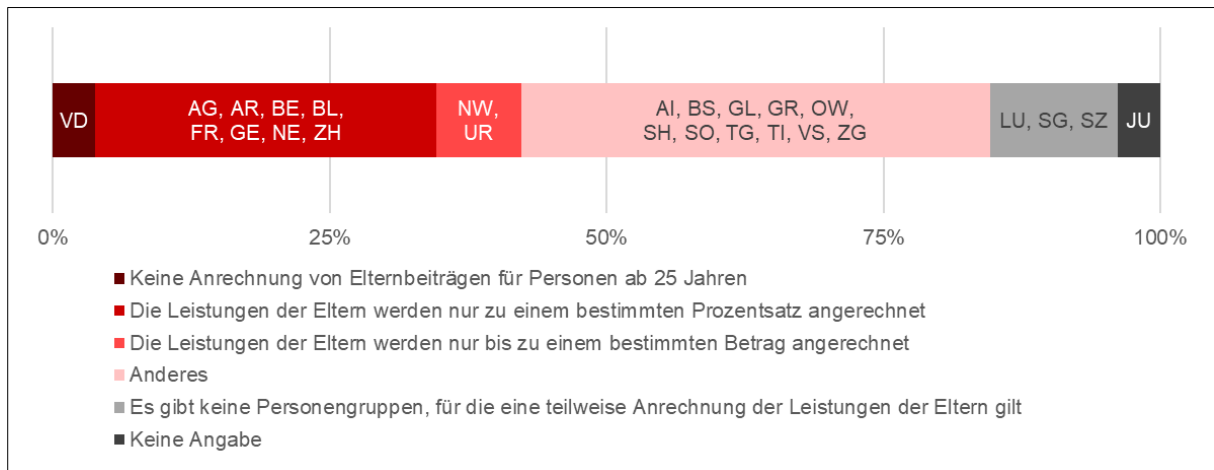 VD
AG, AR, BE, BL,
FR, GE, NE, ZH
NW,
UR
AI, BS, GL, GR, OW,
SH, SO, TG, TI, VS, ZG
LU, SG, SZ
JU
0%
25%
50%
75%
100%
Keine Anrechnung von Elternbeiträgen für Personen ab 25 Jahren
Die Leistungen der Eltern werden nur zu einem bestimmten Prozentsatz angerechnet
Die Leistungen der Eltern werden nur bis zu einem bestimmten Betrag angerechnet
Anderes
Es gibt keine Personengruppen, für die eine teilweise Anrechnung der Leistungen der Eltern gilt
Keine Angabe